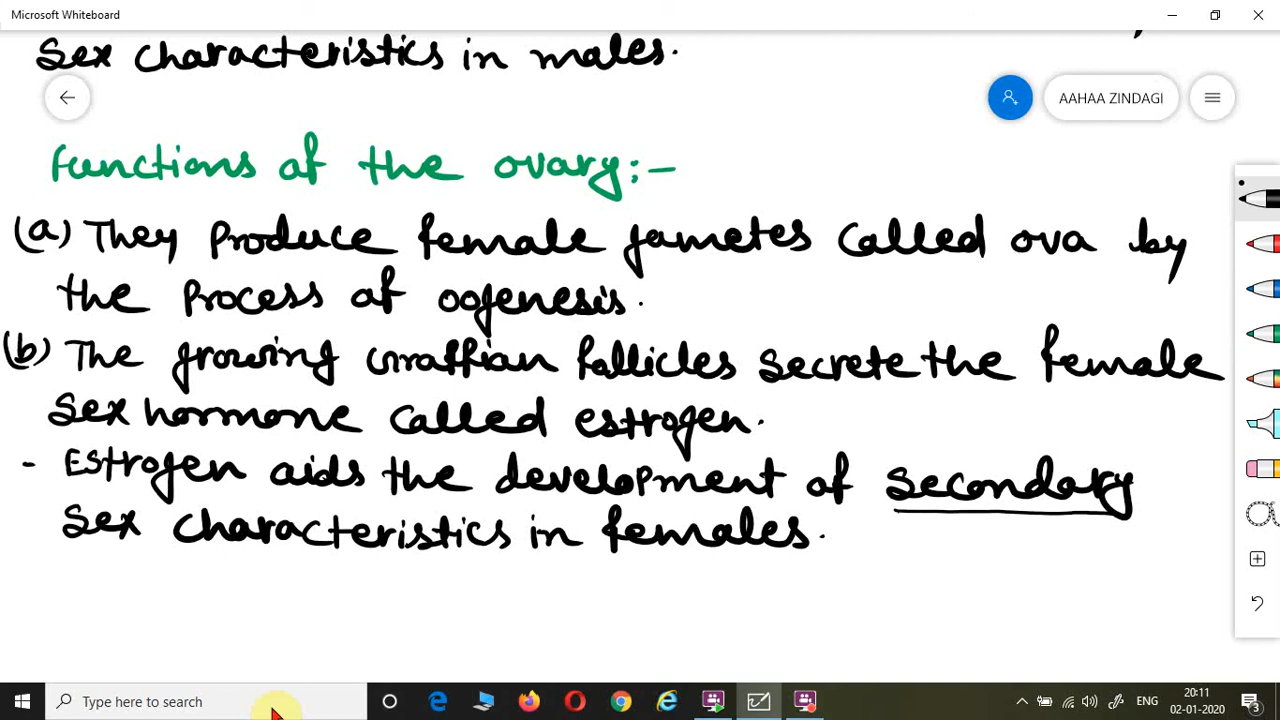 Microsoft Whiteboard
Sex characteristics in males.
AAHAA ZINDAGI
Functions of the ovary:-
(a) They produce female gametes called ova by
the process of oogenesis.
(b) The growing Graffian follicles secrete the female
sex hormone called estrogen.
- Estrogen aids the development of secondary
sex characteristics in females.
Type here to search
ENG
20:11
02-01-2020
3